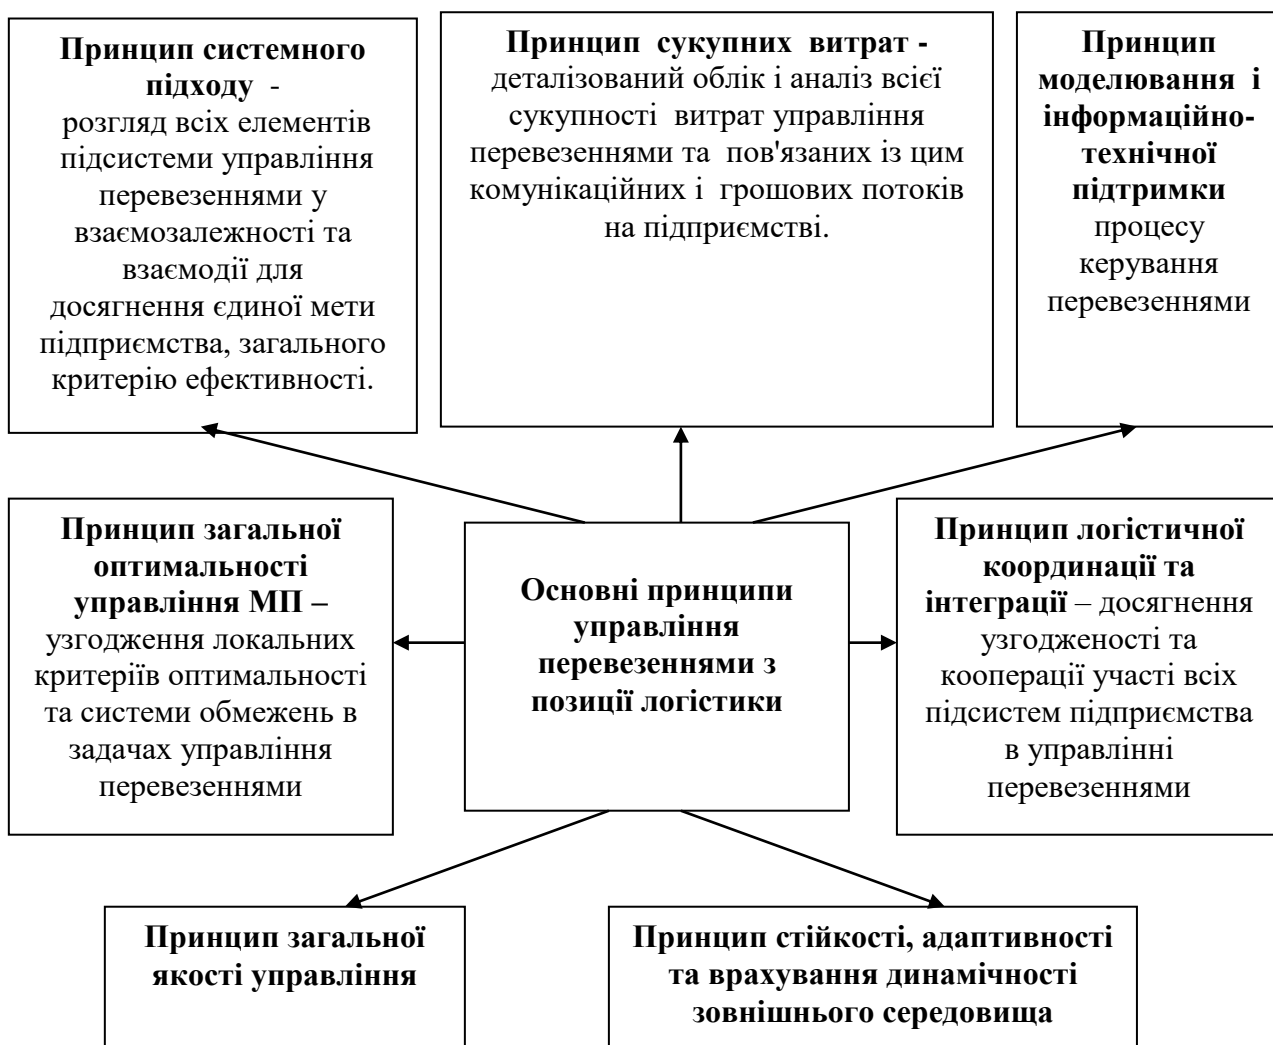 Принцип системного
підходу -
розгляд всіх елементів
підсистеми управління
перевезеннями у
взаємозалежності та
взаємодії для
досягнення єдиної мети
підприємства, загального
критерію ефективності.
Принцип сукупних витрат -
деталізований облік і аналіз всієї
сукупності витрат управління
перевезеннями та пов'язаних із цим
комунікаційних і грошових потоків
на підприємстві.
Принцип
моделювання і
інформаційно-
технічної
підтримки
процесу
керування
перевезеннями
Принцип загальної
оптимальності
управління МП –
узгодження локальних
критеріїв оптимальності
та системи обмежень в
задачах управління
перевезеннями
Основні принципи
управління
перевезеннями з
позиції логістики
Принцип логістичної
координації та
інтеграції – досягнення
узгодженості та
кооперації участі всіх
підсистем підприємства
в управлінні
перевезеннями
Принцип загальної
якості управління
Принцип стійкості, адаптивності
та врахування динамічності
зовнішнього середовища